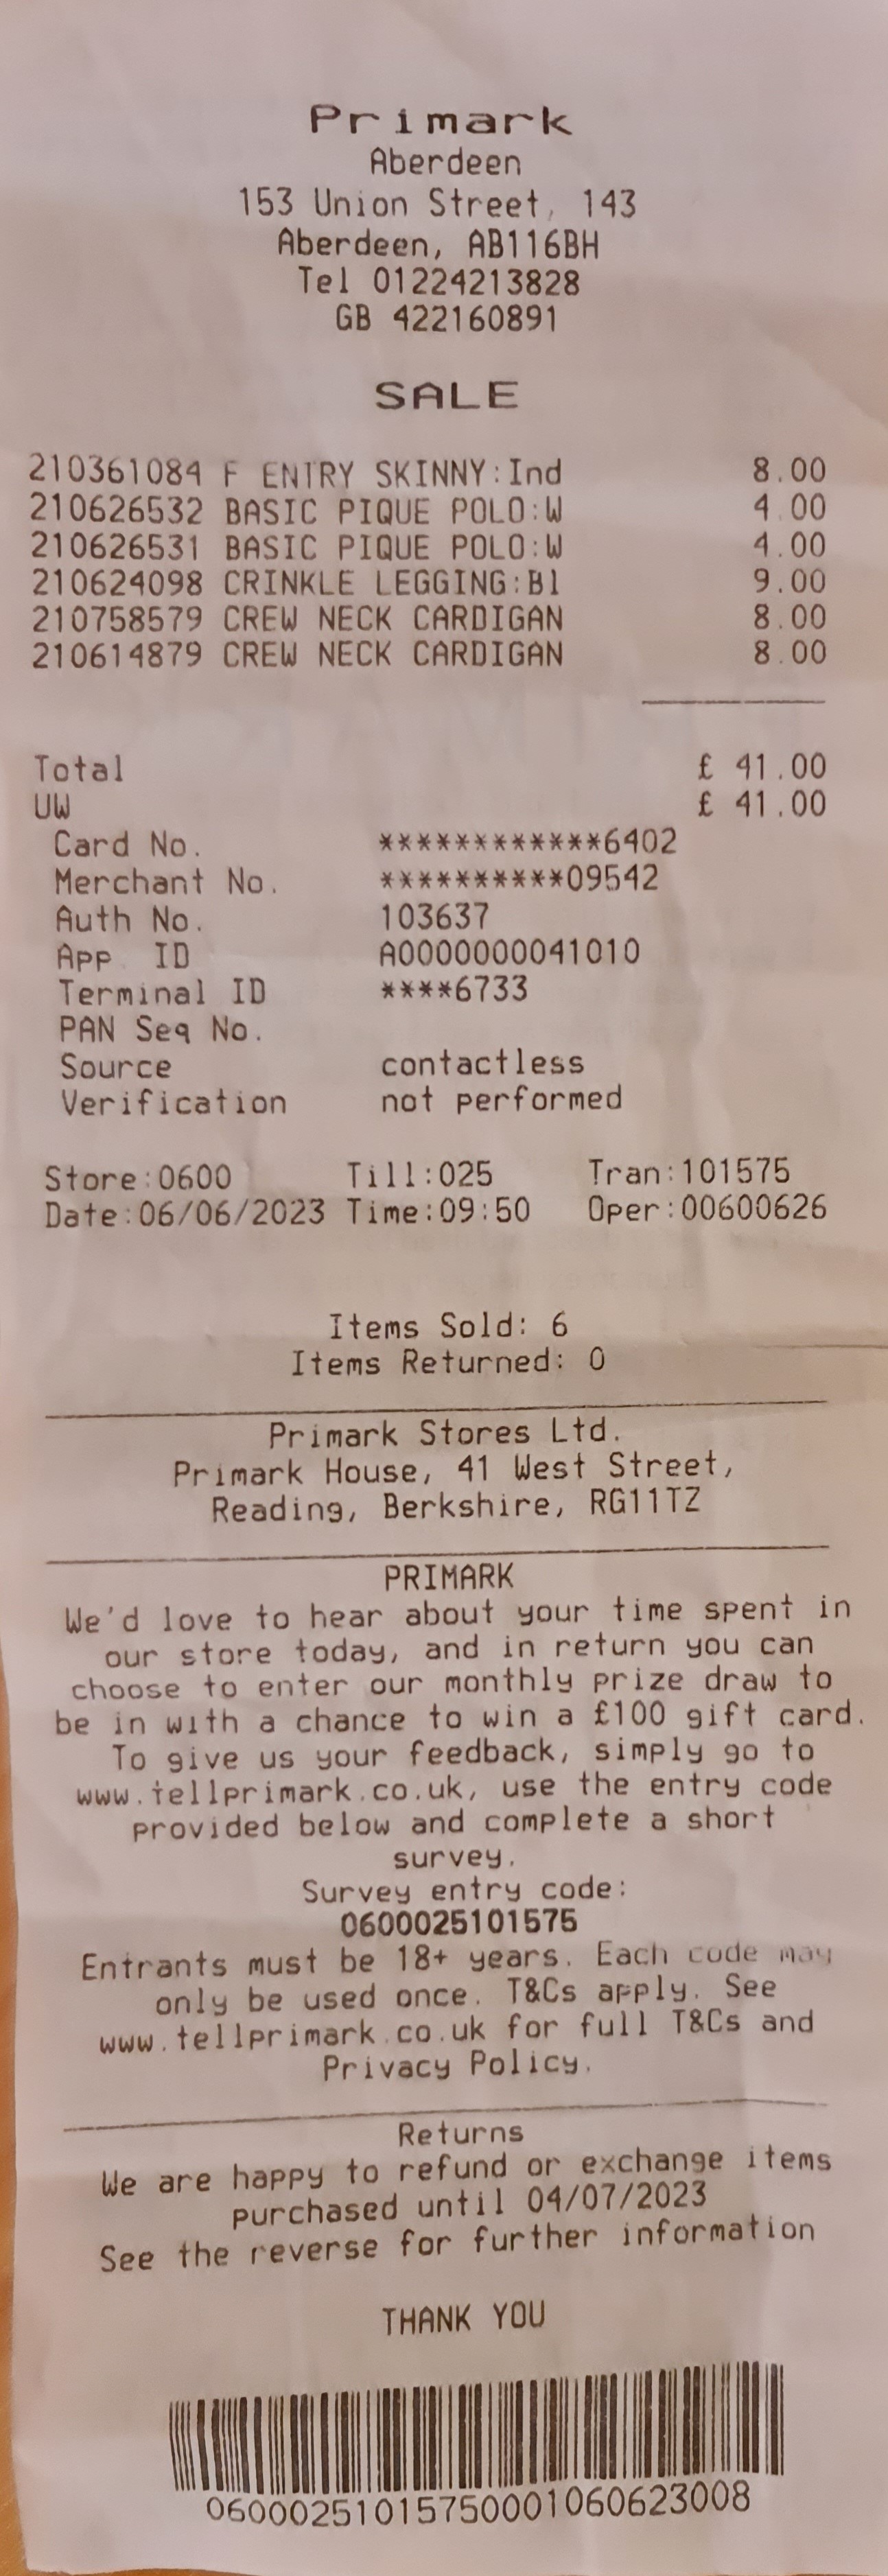 Primark
Aberdeen
153 Union Street, 143
Aberdeen, AB116BH
Tel 01224213828
GB 422160891
SALE
210361084 F ENTRY SKINNY:Ind 8.00
210626532 BASIC PIQUE POLO:W 4.00
210626531 BASIC PIQUE POLO:W 4.00
210624098 CRINKLE LEGGING:Bl 9.00
210758579 CREW NECK CARDIGAN 8.00
210614879 CREW NECK CARDIGAN 8.00
Total £ 41.00
UW £ 41.00
Card No. ************6402
Merchant No. **********09542
Auth No. 103637
App. ID A0000000041010
Terminal ID ****6733
PAN Seq No.
Source contactless
Verification not performed
Store:0600 Till:025 Tran:101575
Date:06/06/2023 Time:09:50 Oper:00600626
Items Sold: 6
Items Returned: 0
Primark Stores Ltd.
Primark House, 41 West Street,
Reading, Berkshire, RG11TZ
PRIMARK
We'd love to hear about your time spent in
our store today, and in return you can
choose to enter our monthly prize draw to
be in with a chance to win a £100 gift card.
To give us your feedback, simply go to
www.tellprimark.co.uk, use the entry code
provided below and complete a short
survey.
Survey entry code:
0600025101575
Entrants must be 18+ years. Each code may
only be used once. T&Cs apply. See
www.tellprimark.co.uk for full T&Cs and
Privacy Policy.
Returns
We are happy to refund or exchange items
purchased until 04/07/2023
See the reverse for further information
THANK YOU
06000251015750001060623008